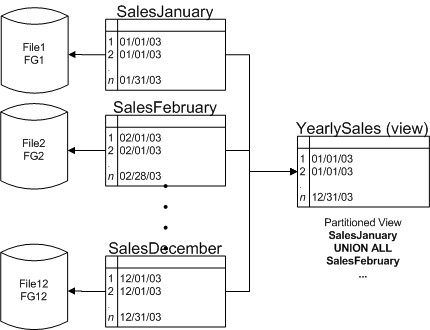 SalesJanuary
File1
FG1
1 01/01/03
2 01/01/03
.
n 01/31/03
SalesFebruary
File2
FG2
1 02/01/03
2 02/01/03
.
n 02/28/03
YearlySales (view)
1 01/01/03
2 01/01/03
.
n 12/31/03
Partitioned View
SalesJanuary
UNION ALL
SalesFebruary
...
SalesDecember
File12
FG12
1 12/01/03
2 12/01/03
.
n 12/31/03